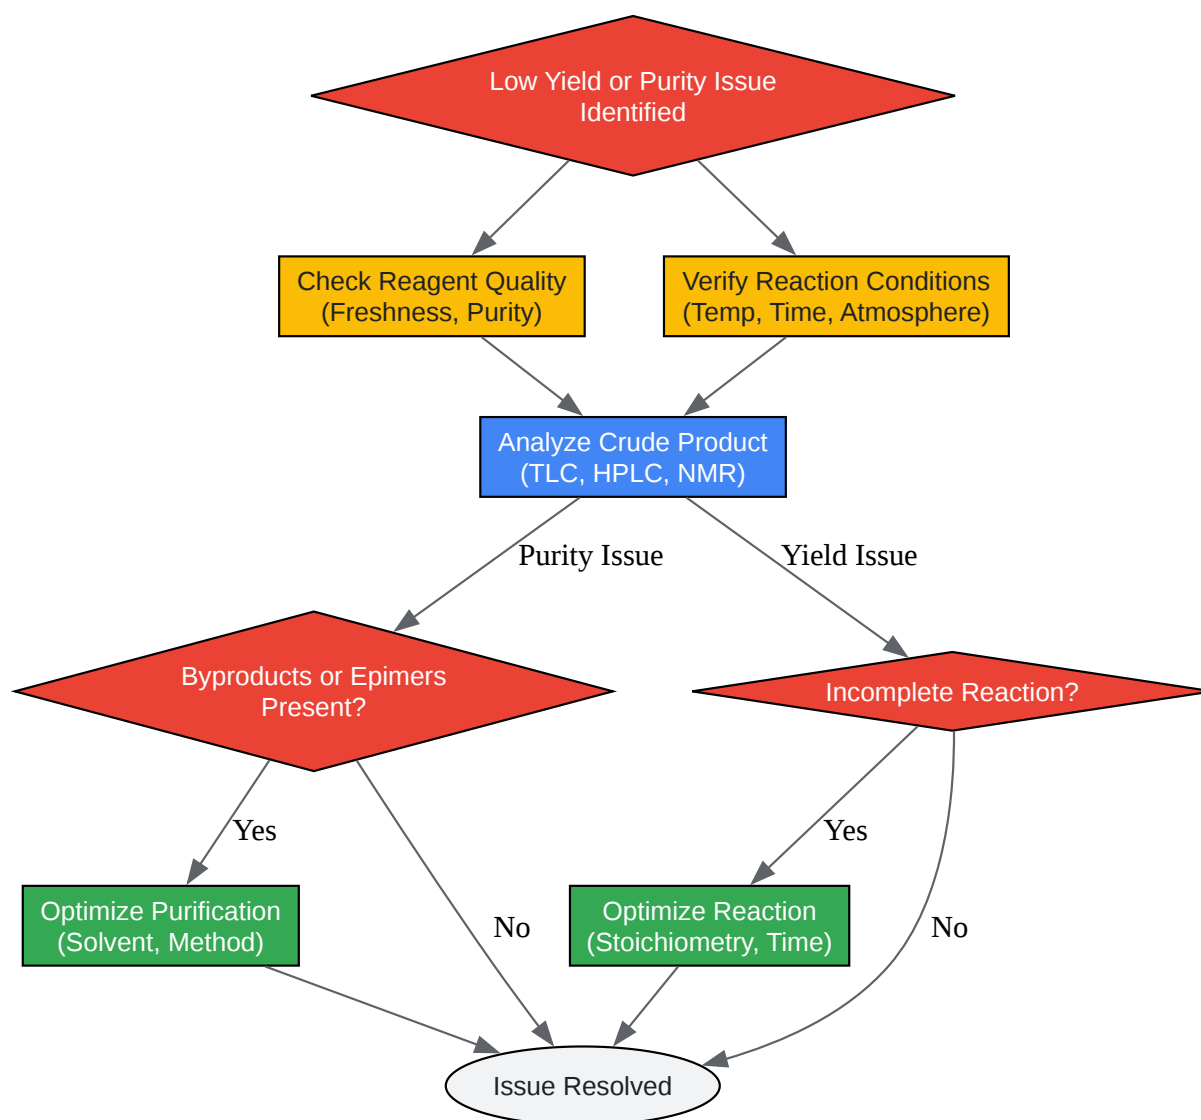 Low Yield or Purity Issue
Identified
Check Reagent Quality
(Freshness, Purity)
Verify Reaction Conditions
(Temp, Time, Atmosphere)
Analyze Crude Product
(TLC, HPLC, NMR)
Purity Issue
Yield Issue
Byproducts or Epimers
Present?
Incomplete Reaction?
Yes
Yes
Optimize Purification
(Solvent, Method)
No
Optimize Reaction
(Stoichiometry, Time)
No
Issue Resolved